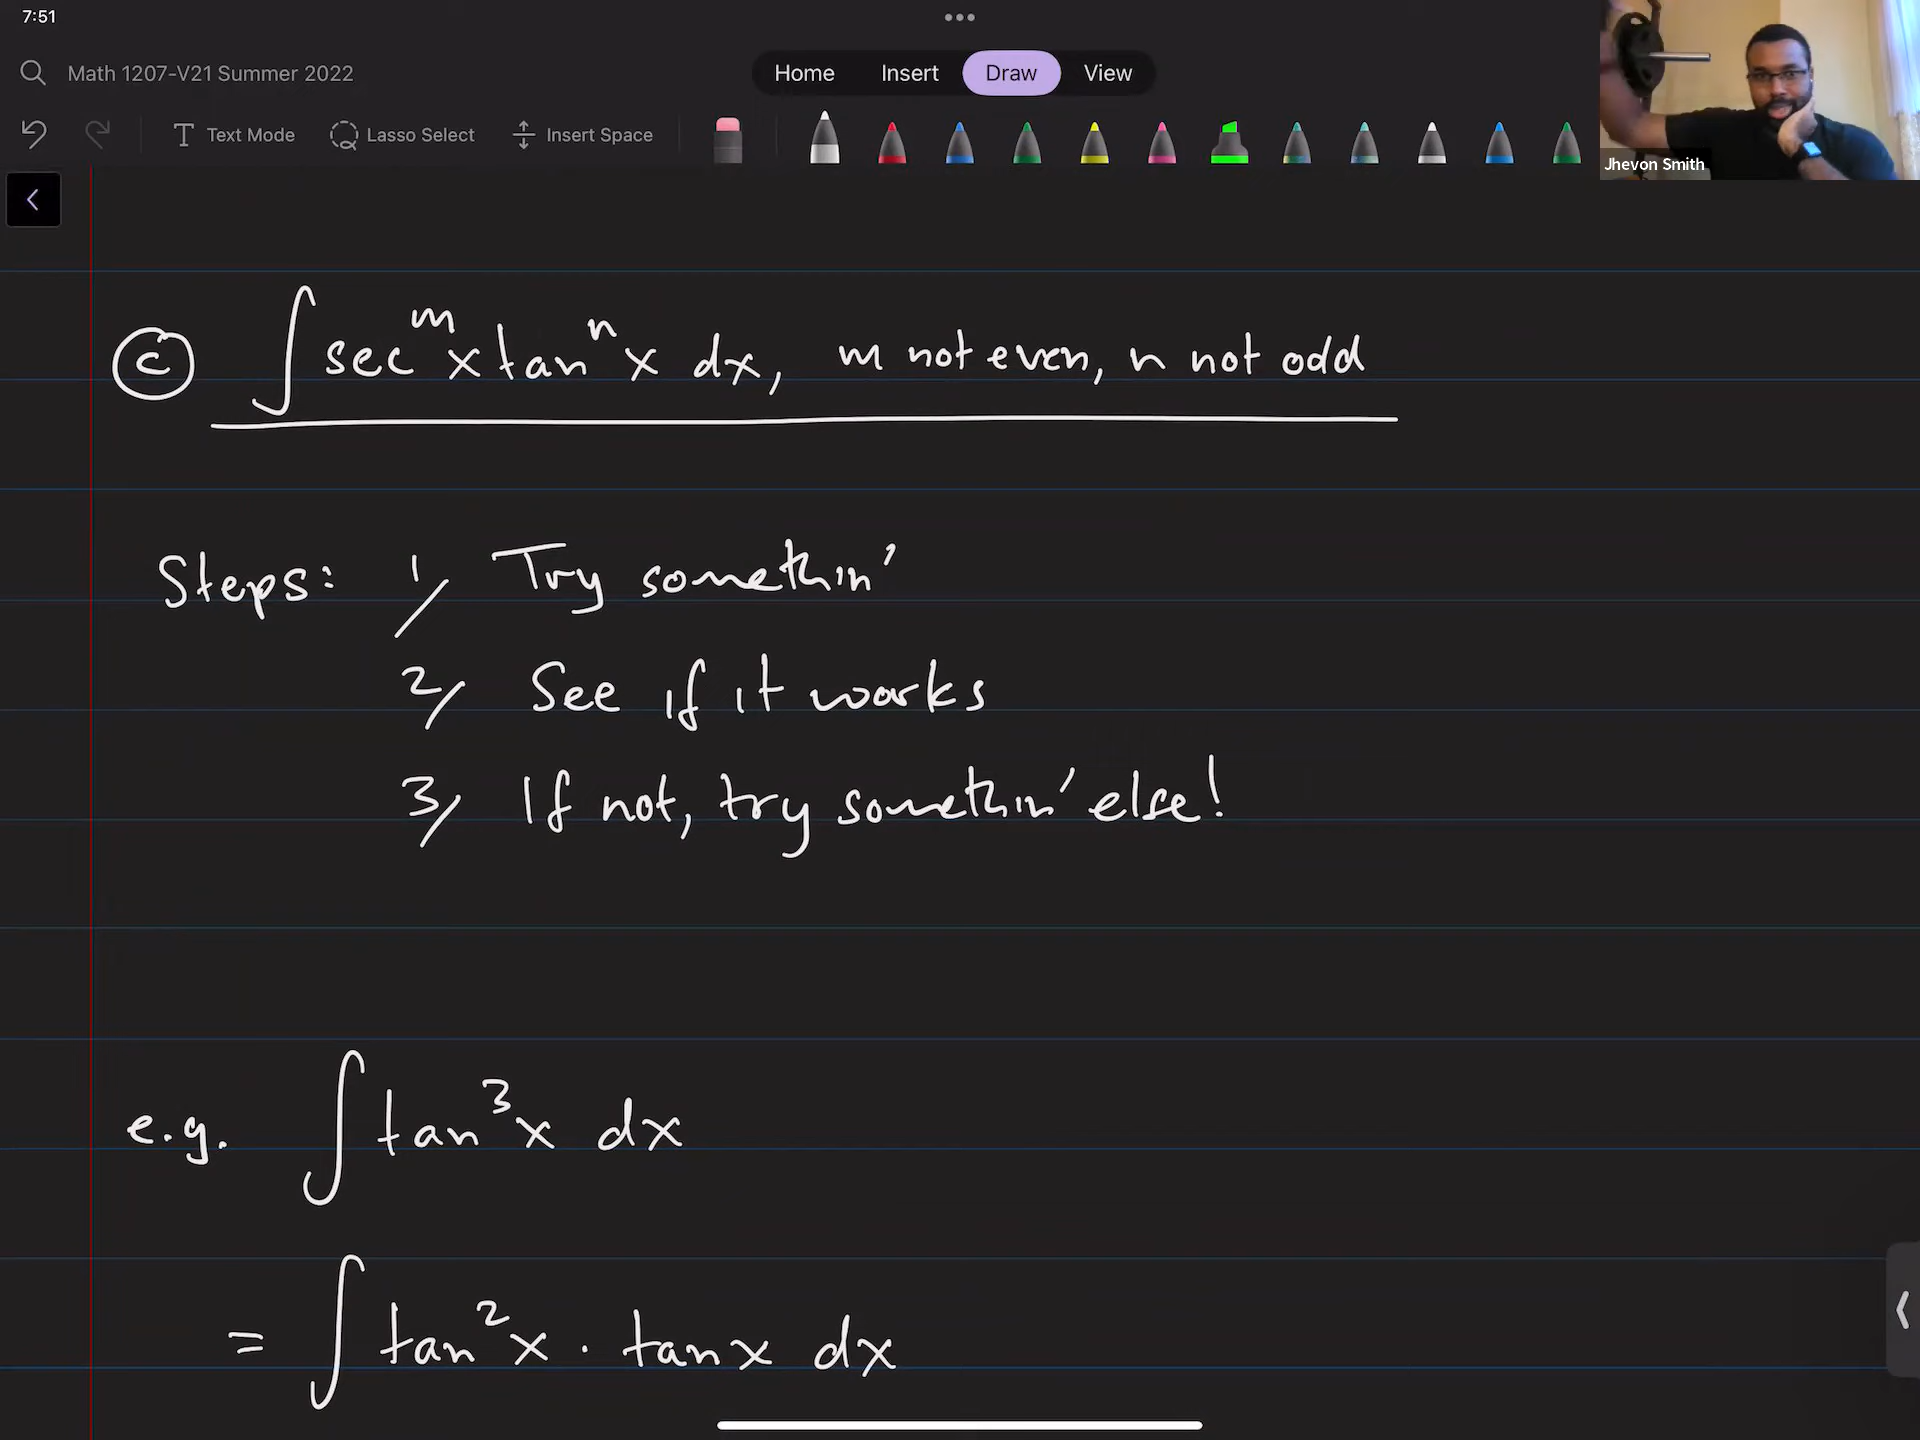 7:51
Math 1207-V21 Summer 2022
Home Insert Draw View
Text Mode Lasso Select Insert Space
Jhevon Smith
ⓒ ∫ secᵐx tanⁿx dx, m not even, n not odd
Steps: 1/ Try somethin'
2/ See if it works
3/ If not, try somethin' else!
e.g. ∫ tan³x dx
= ∫ tan²x · tanx dx